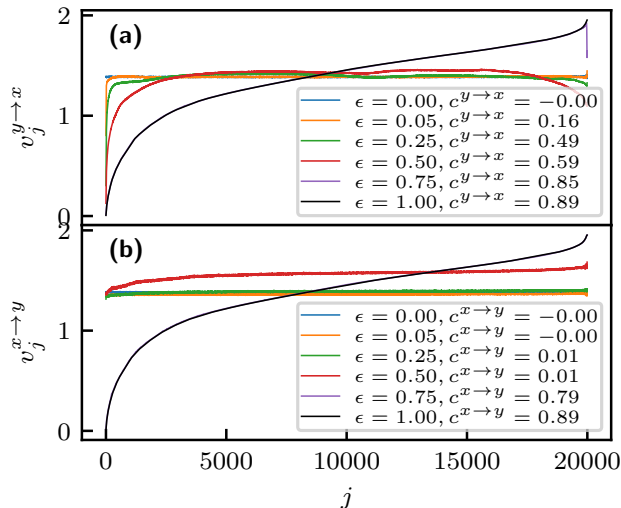 2
(a)
1
v_j^{y→x}
ϵ = 0.00, c^{y→x} = −0.00
ϵ = 0.05, c^{y→x} = 0.16
ϵ = 0.25, c^{y→x} = 0.49
ϵ = 0.50, c^{y→x} = 0.59
ϵ = 0.75, c^{y→x} = 0.85
ϵ = 1.00, c^{y→x} = 0.89
0
2
(b)
1
v_j^{x→y}
ϵ = 0.00, c^{x→y} = −0.00
ϵ = 0.05, c^{x→y} = −0.00
ϵ = 0.25, c^{x→y} = 0.01
ϵ = 0.50, c^{x→y} = 0.01
ϵ = 0.75, c^{x→y} = 0.79
ϵ = 1.00, c^{x→y} = 0.89
0
0 5000 10000 15000 20000
j